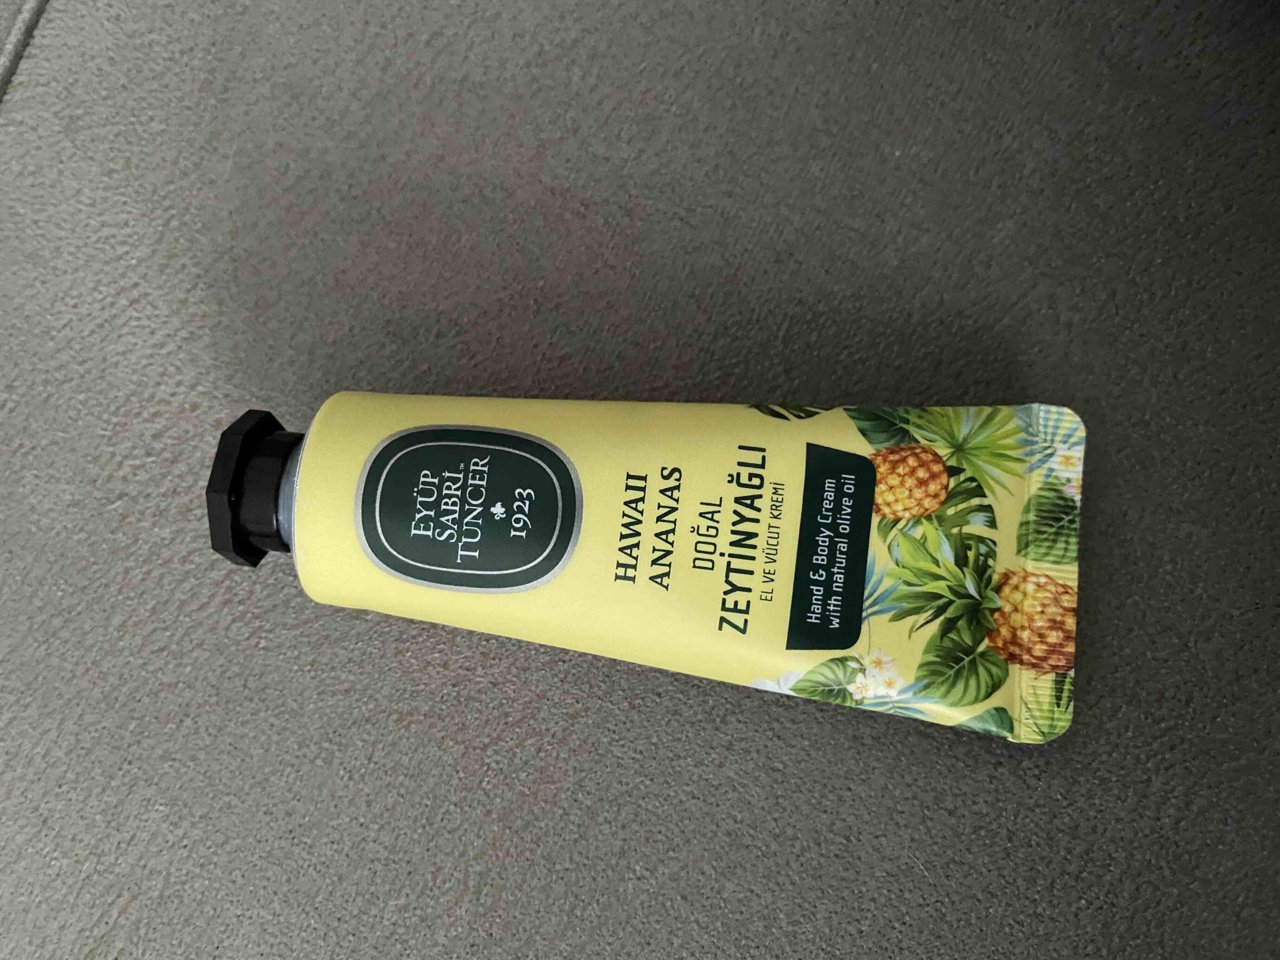 EYÜP
SABRİ
TUNCER™
1923
HAWAII
ANANAS
DOĞAL
ZEYTİNYAĞLI
EL VE VÜCUT KREMİ
Hand & Body Cream
with natural olive oil